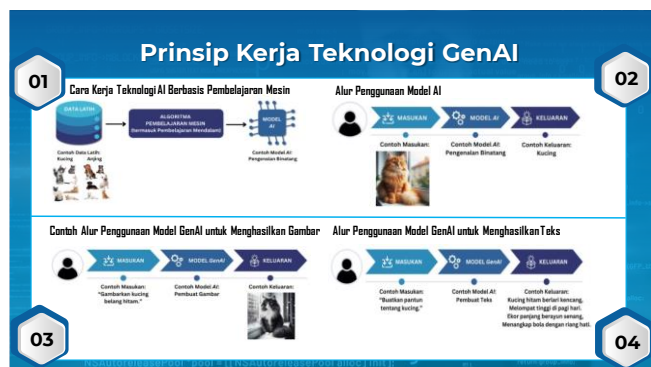 Prinsip Kerja Teknologi GenAI
01
Cara Kerja Teknologi AI Berbasis Pembelajaran Mesin
DATA LATIH
ALGORITMA
PEMBELAJARAN MESIN
(termasuk Pembelajaran Mendalam)
MODEL
AI
Contoh Data Latih:
Kucing Anjing
Contoh Model AI:
Pengenalan Binatang
02
Alur Penggunaan Model AI
MASUKAN
MODEL AI
KELUARAN
Contoh Masukan:
Contoh Model AI:
Pengenalan Binatang
Contoh Keluaran:
Kucing
Contoh Alur Penggunaan Model GenAI untuk Menghasilkan Gambar
MASUKAN
MODEL GenAI
KELUARAN
Contoh Masukan:
"Gambarkan kucing
belang hitam."
Contoh Model AI:
Pembuat Gambar
Contoh Keluaran:
03
Alur Penggunaan Model GenAI untuk Menghasilkan Teks
MASUKAN
MODEL GenAI
KELUARAN
Contoh Masukan:
"Buatkan pantun
tentang kucing."
Contoh Model AI:
Pembuat Teks
Contoh Keluaran:
Kucing hitam berlari kencang,
Melompat tinggi di pagi hari.
Ekor panjang berayun senang,
Menangkap bola dengan riang hati.
04